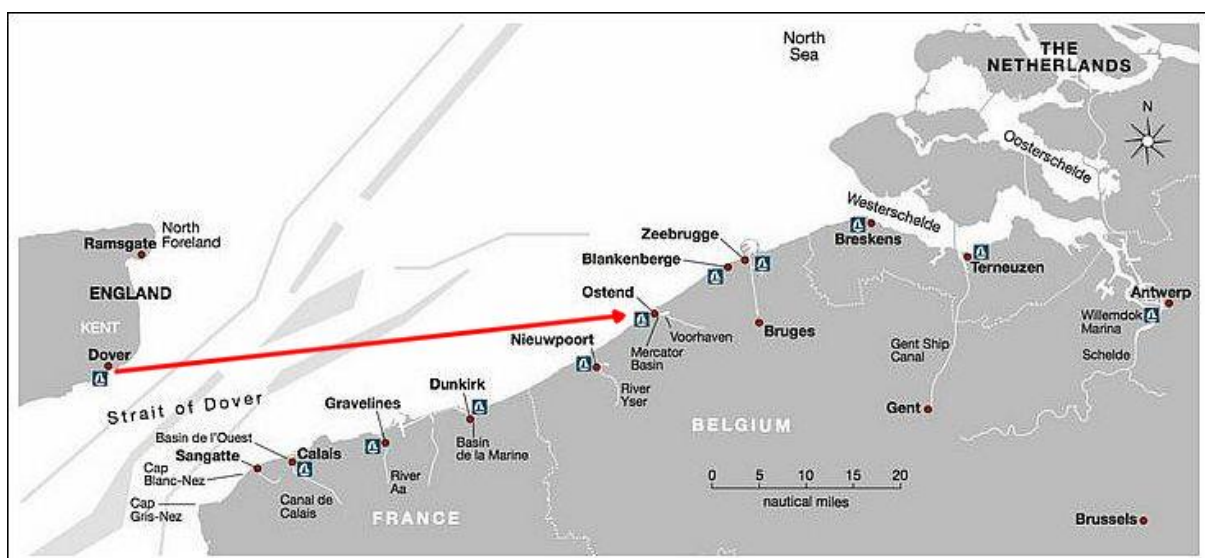 North
Sea
THE
NETHERLANDS
N
Oosterschelde
Westerschelde
North
Foreland
Ramsgate
Zeebrugge
Breskens
Blankenberge
Terneuzen
ENGLAND
Ostend
Antwerp
KENT
Voorhaven
Bruges
Willemdok
Marina
Nieuwpoort
Mercator
Basin
Gent Ship
Canal
Schelde
Dover
River
Yser
Dunkirk
Strait of Dover
Gravelines
Gent
BELGIUM
Basin de l'Ouest
Basin
de la Marine
Sangatte
Calais
Cap
Blanc-Nez
River
Aa
0 5 10 15 20
nautical miles
Canal de
Calais
Cap
Gris-Nez
FRANCE
Brussels